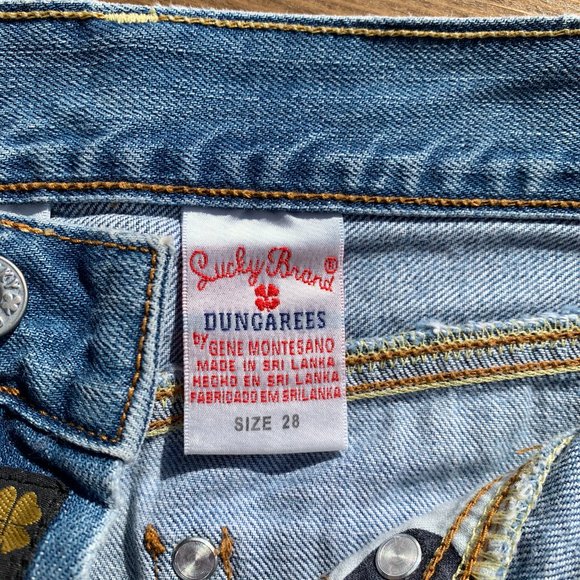 Lucky Brand®
DUNGAREES
by GENE MONTESANO
MADE IN SRI LANKA
HECHO EN SRI LANKA
FABRICADO EM SRILANKA
SIZE 28